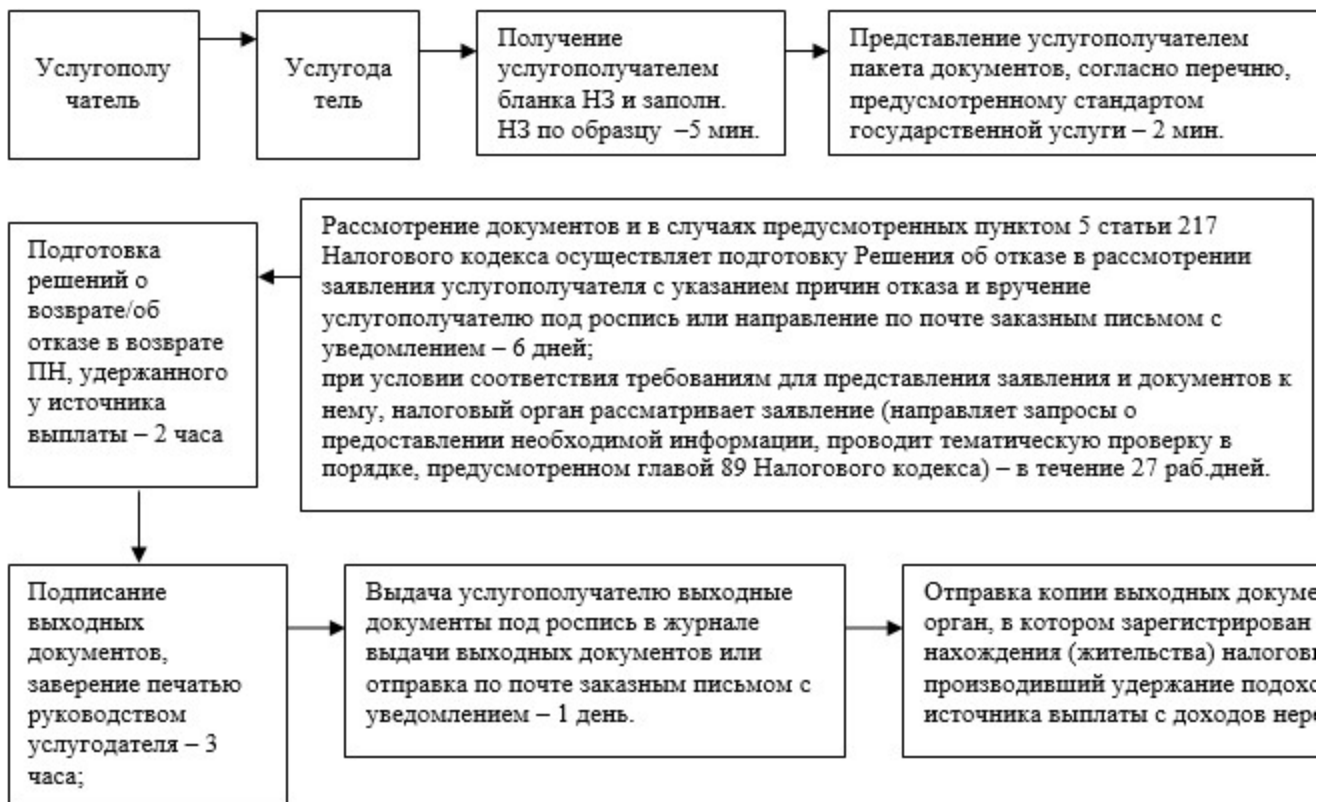 Услугополу
чатель
Услугода
тель
Получение
услугополучателем
бланка НЗ и заполн.
НЗ по образцу –5 мин.
Представление услугополучателем
пакета документов, согласно перечню,
предусмотренному стандартом
государственной услуги – 2 мин.
Рассмотрение документов и в случаях предусмотренных пунктом 5 статьи 217
Налогового кодекса осуществляет подготовку Решения об отказе в рассмотрении
заявления услугополучателя с указанием причин отказа и вручение
услугополучателю под роспись или направление по почте заказным письмом с
уведомлением – 6 дней;
при условии соответствия требованиям для представления заявления и документов к
нему, налоговый орган рассматривает заявление (направляет запросы о
предоставлении необходимой информации, проводит тематическую проверку в
порядке, предусмотренном главой 89 Налогового кодекса) – в течение 27 раб.дней.
Подготовка
решений о
возврате/об
отказе в возврате
ПН, удержанного
у источника
выплаты – 2 часа
Подписание
выходных
документов,
заверение печатью
руководством
услугодателя – 3
часа;
Выдача услугополучателю выходные
документы под роспись в журнале
выдачи выходных документов или
отправка по почте заказным письмом с
уведомлением – 1 день.
Отправка копии выходных
орган, в котором зарегистрирован
нахождения (жительства)
производивший удержание
источника выплаты с доходов